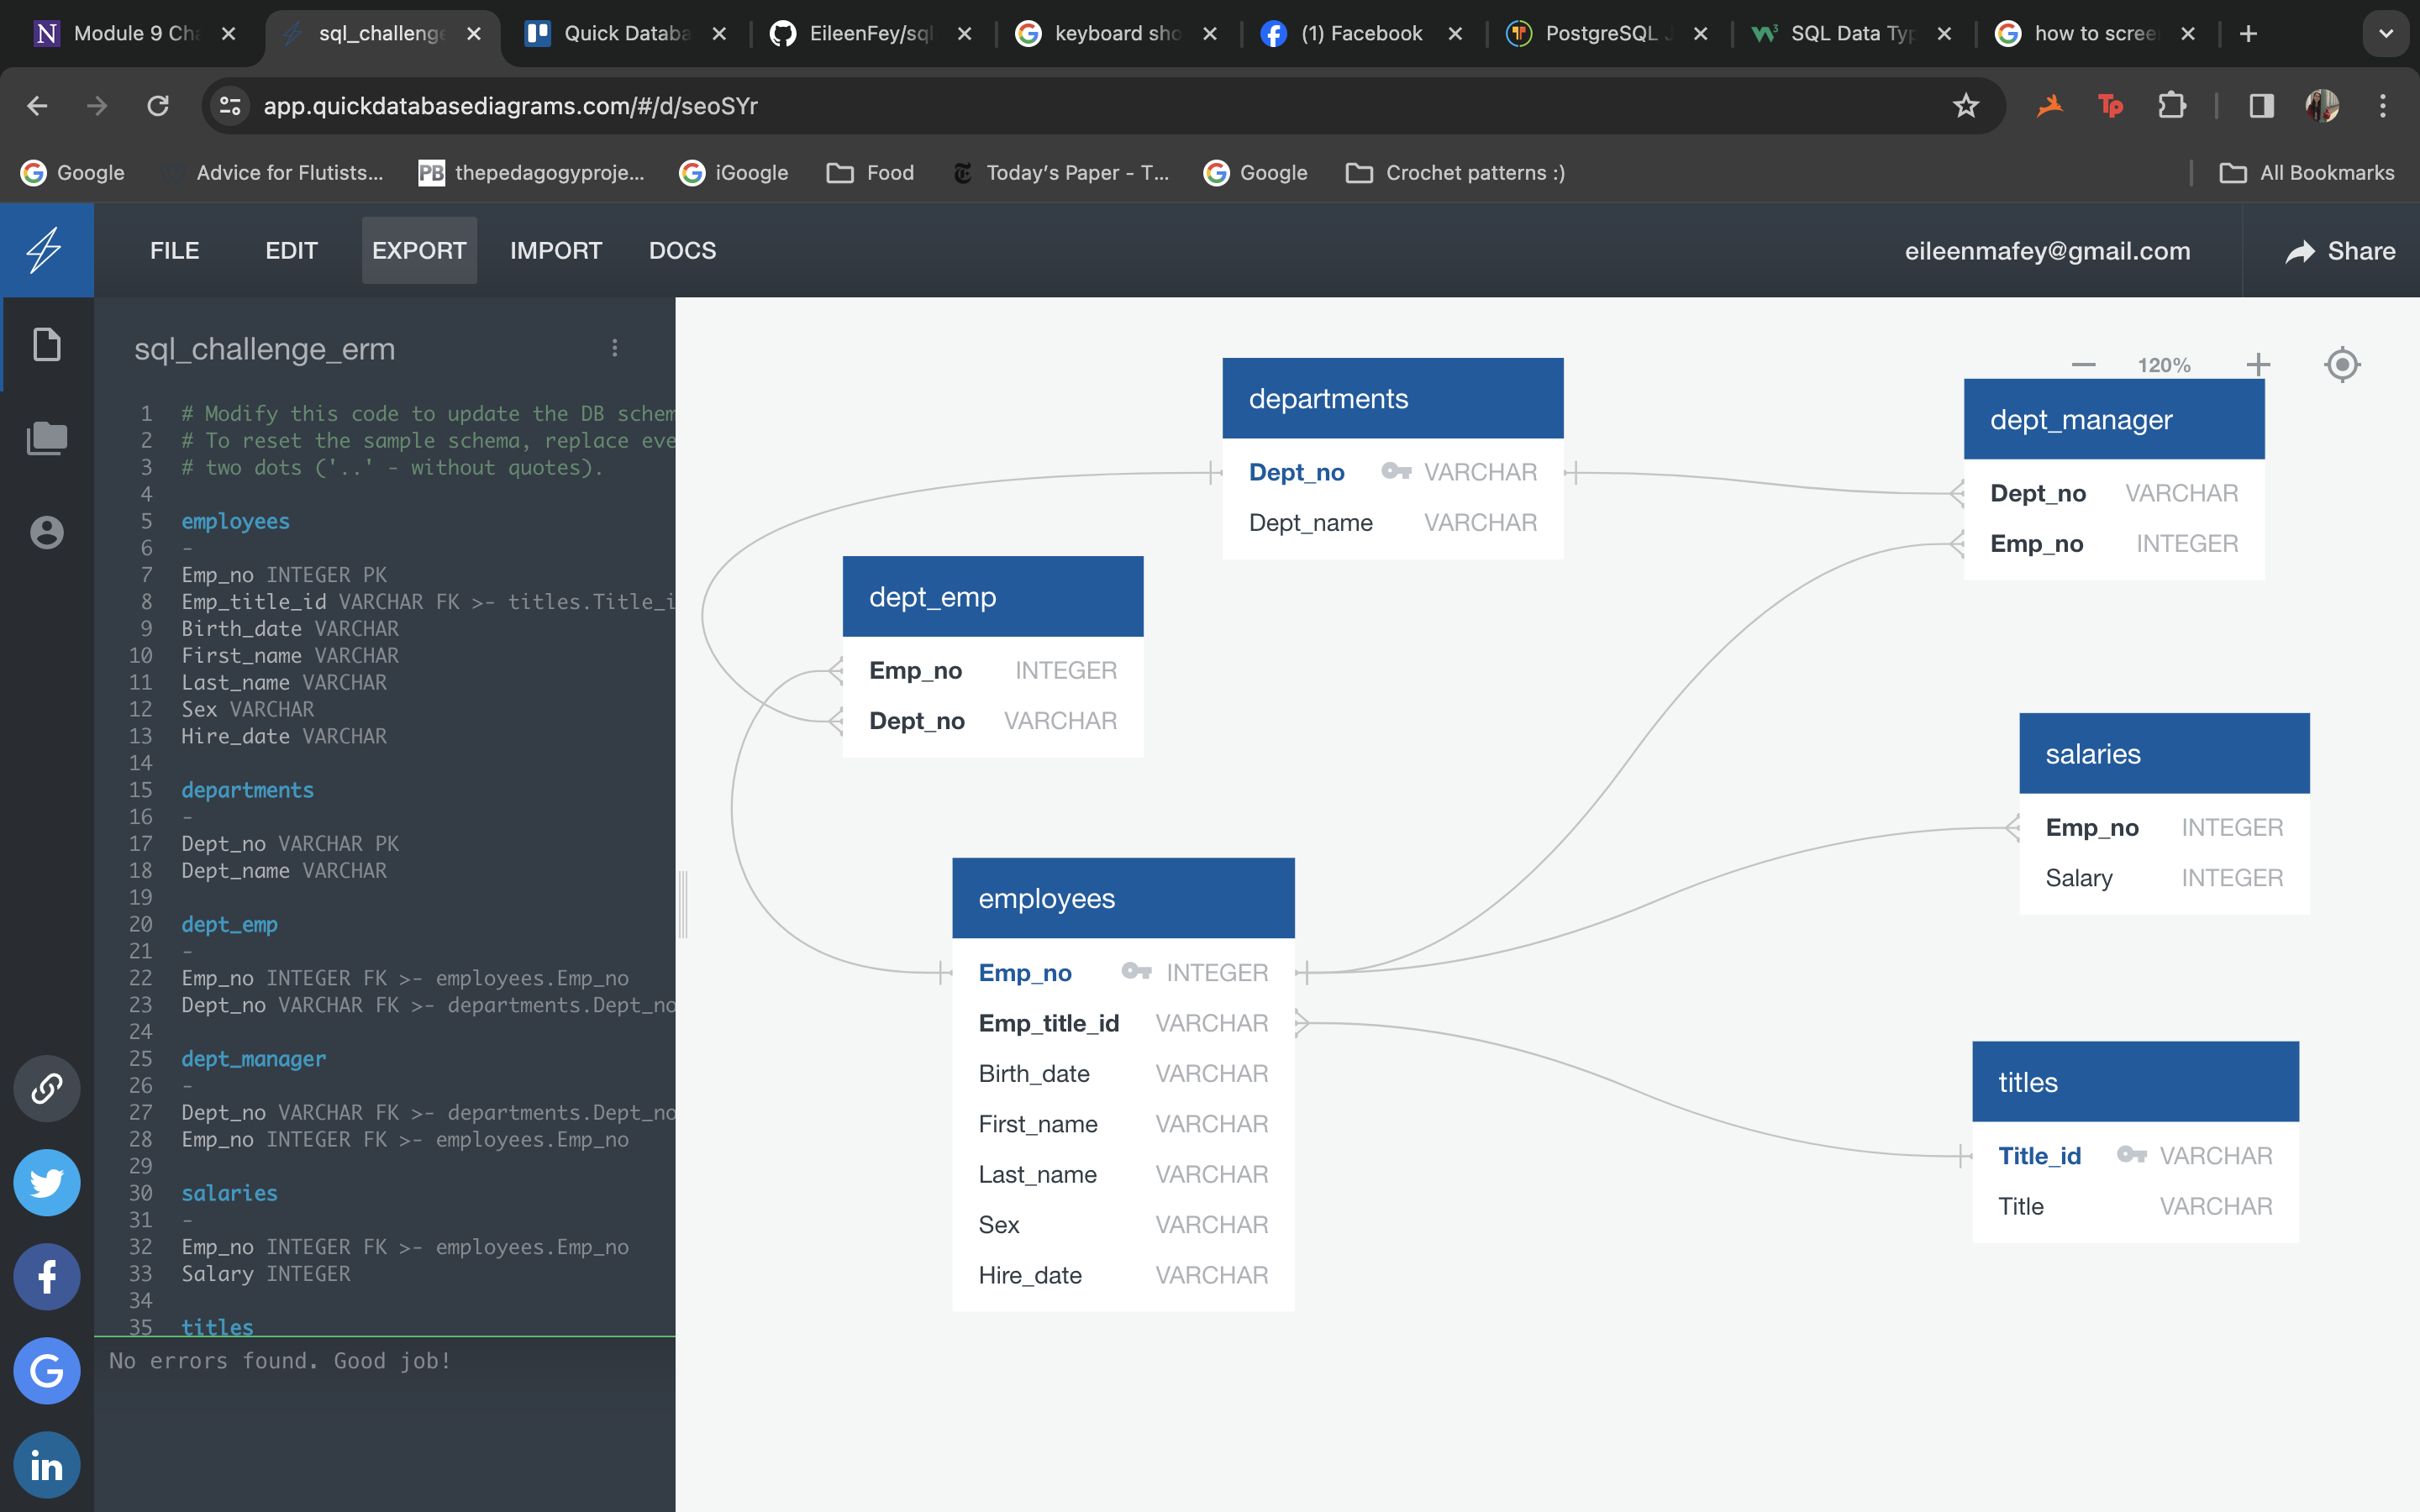 Module 9 Cha
sql_challenge
Quick Databa
EileenFey/sql
keyboard sho
(1) Facebook
PostgreSQL J
SQL Data Typ
how to scree
app.quickdatabasediagrams.com/#/d/seoSYr
Tp
Google
Advice for Flutists...
PB thepedagogyproje...
iGoogle
Food
Today's Paper - T...
Google
Crochet patterns :)
All Bookmarks
FILE
EDIT
EXPORT
IMPORT
DOCS
eileenmafey@gmail.com
Share
sql_challenge_erm
1 # Modify this code to update the DB schem
2 # To reset the sample schema, replace eve
3 # two dots ('..' - without quotes).
4
5 employees
6 -
7 Emp_no INTEGER PK
8 Emp_title_id VARCHAR FK >- titles.Title_i
9 Birth_date VARCHAR
10 First_name VARCHAR
11 Last_name VARCHAR
12 Sex VARCHAR
13 Hire_date VARCHAR
14
15 departments
16 -
17 Dept_no VARCHAR PK
18 Dept_name VARCHAR
19
20 dept_emp
21 -
22 Emp_no INTEGER FK >- employees.Emp_no
23 Dept_no VARCHAR FK >- departments.Dept_no
24
25 dept_manager
26 -
27 Dept_no VARCHAR FK >- departments.Dept_no
28 Emp_no INTEGER FK >- employees.Emp_no
29
30 salaries
31 -
32 Emp_no INTEGER FK >- employees.Emp_no
33 Salary INTEGER
34
35 titles
No errors found. Good job!
120%
departments
Dept_no VARCHAR
Dept_name VARCHAR
dept_manager
Dept_no VARCHAR
Emp_no INTEGER
dept_emp
Emp_no INTEGER
Dept_no VARCHAR
salaries
Emp_no INTEGER
Salary INTEGER
employees
Emp_no INTEGER
Emp_title_id VARCHAR
Birth_date VARCHAR
First_name VARCHAR
Last_name VARCHAR
Sex VARCHAR
Hire_date VARCHAR
titles
Title_id VARCHAR
Title VARCHAR